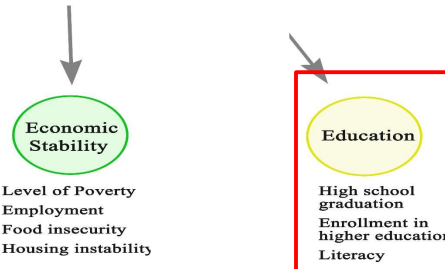 Economic
Stability
Level of Poverty
Employment
Food insecurity
Housing instability
Education
High school
graduation
Enrollment in
higher education
Literacy